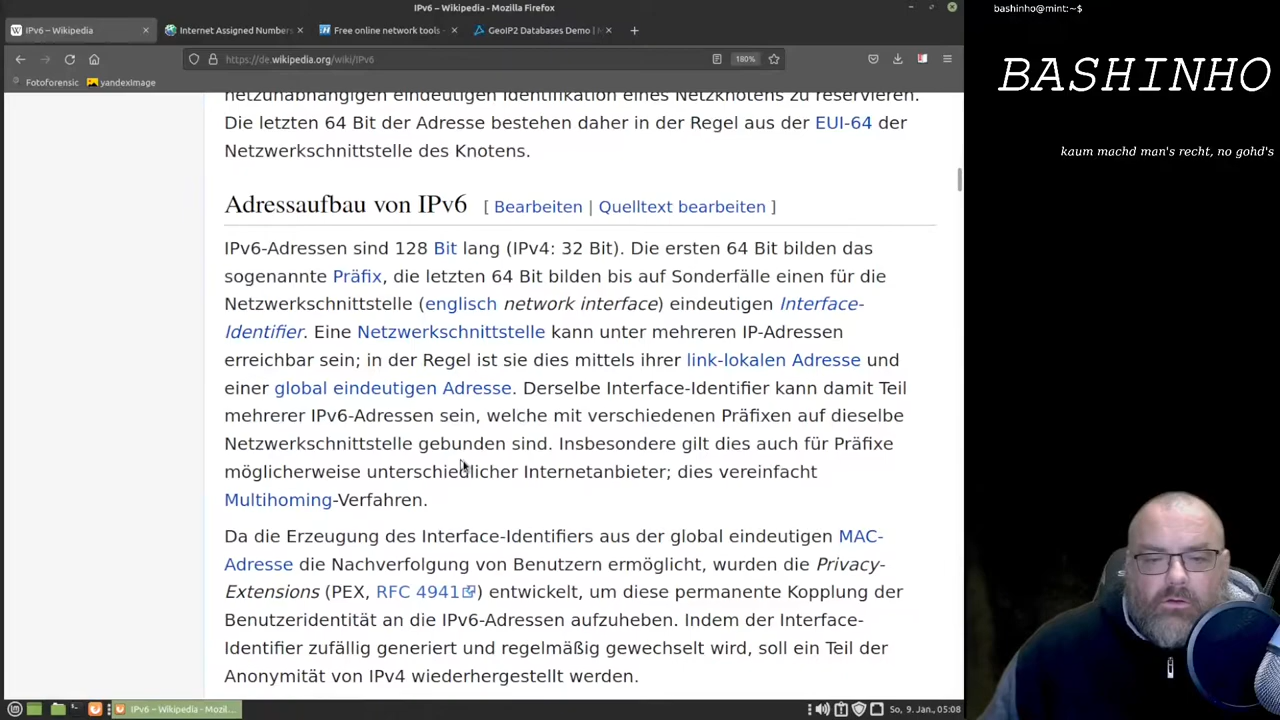 IPv6 – Wikipedia - Mozilla Firefox
IPv6 – Wikipedia
Internet Assigned Numbers
Free online network tools -
GeoIP2 Databases Demo | M
https://de.wikipedia.org/wiki/IPv6
180%
Fotoforensic
yandexImage
netzunabhängigen eindeutigen Identifikation eines Netzknotens zu reservieren.
Die letzten 64 Bit der Adresse bestehen daher in der Regel aus der EUI-64 der
Netzwerkschnittstelle des Knotens.
Adressaufbau von IPv6 [ Bearbeiten | Quelltext bearbeiten ]
IPv6-Adressen sind 128 Bit lang (IPv4: 32 Bit). Die ersten 64 Bit bilden das
sogenannte Präfix, die letzten 64 Bit bilden bis auf Sonderfälle einen für die
Netzwerkschnittstelle (englisch network interface) eindeutigen Interface-
Identifier. Eine Netzwerkschnittstelle kann unter mehreren IP-Adressen
erreichbar sein; in der Regel ist sie dies mittels ihrer link-lokalen Adresse und
einer global eindeutigen Adresse. Derselbe Interface-Identifier kann damit Teil
mehrerer IPv6-Adressen sein, welche mit verschiedenen Präfixen auf dieselbe
Netzwerkschnittstelle gebunden sind. Insbesondere gilt dies auch für Präfixe
möglicherweise unterschiedlicher Internetanbieter; dies vereinfacht
Multihoming-Verfahren.
Da die Erzeugung des Interface-Identifiers aus der global eindeutigen MAC-
Adresse die Nachverfolgung von Benutzern ermöglicht, wurden die Privacy-
Extensions (PEX, RFC 4941) entwickelt, um diese permanente Kopplung der
Benutzeridentität an die IPv6-Adressen aufzuheben. Indem der Interface-
Identifier zufällig generiert und regelmäßig gewechselt wird, soll ein Teil der
Anonymität von IPv4 wiederhergestellt werden.
IPv6 – Wikipedia - Mozil...
So, 9. Jan., 05:08
bashinho@mint:~$
BASHINHO
kaum machd man's recht, no gohd's